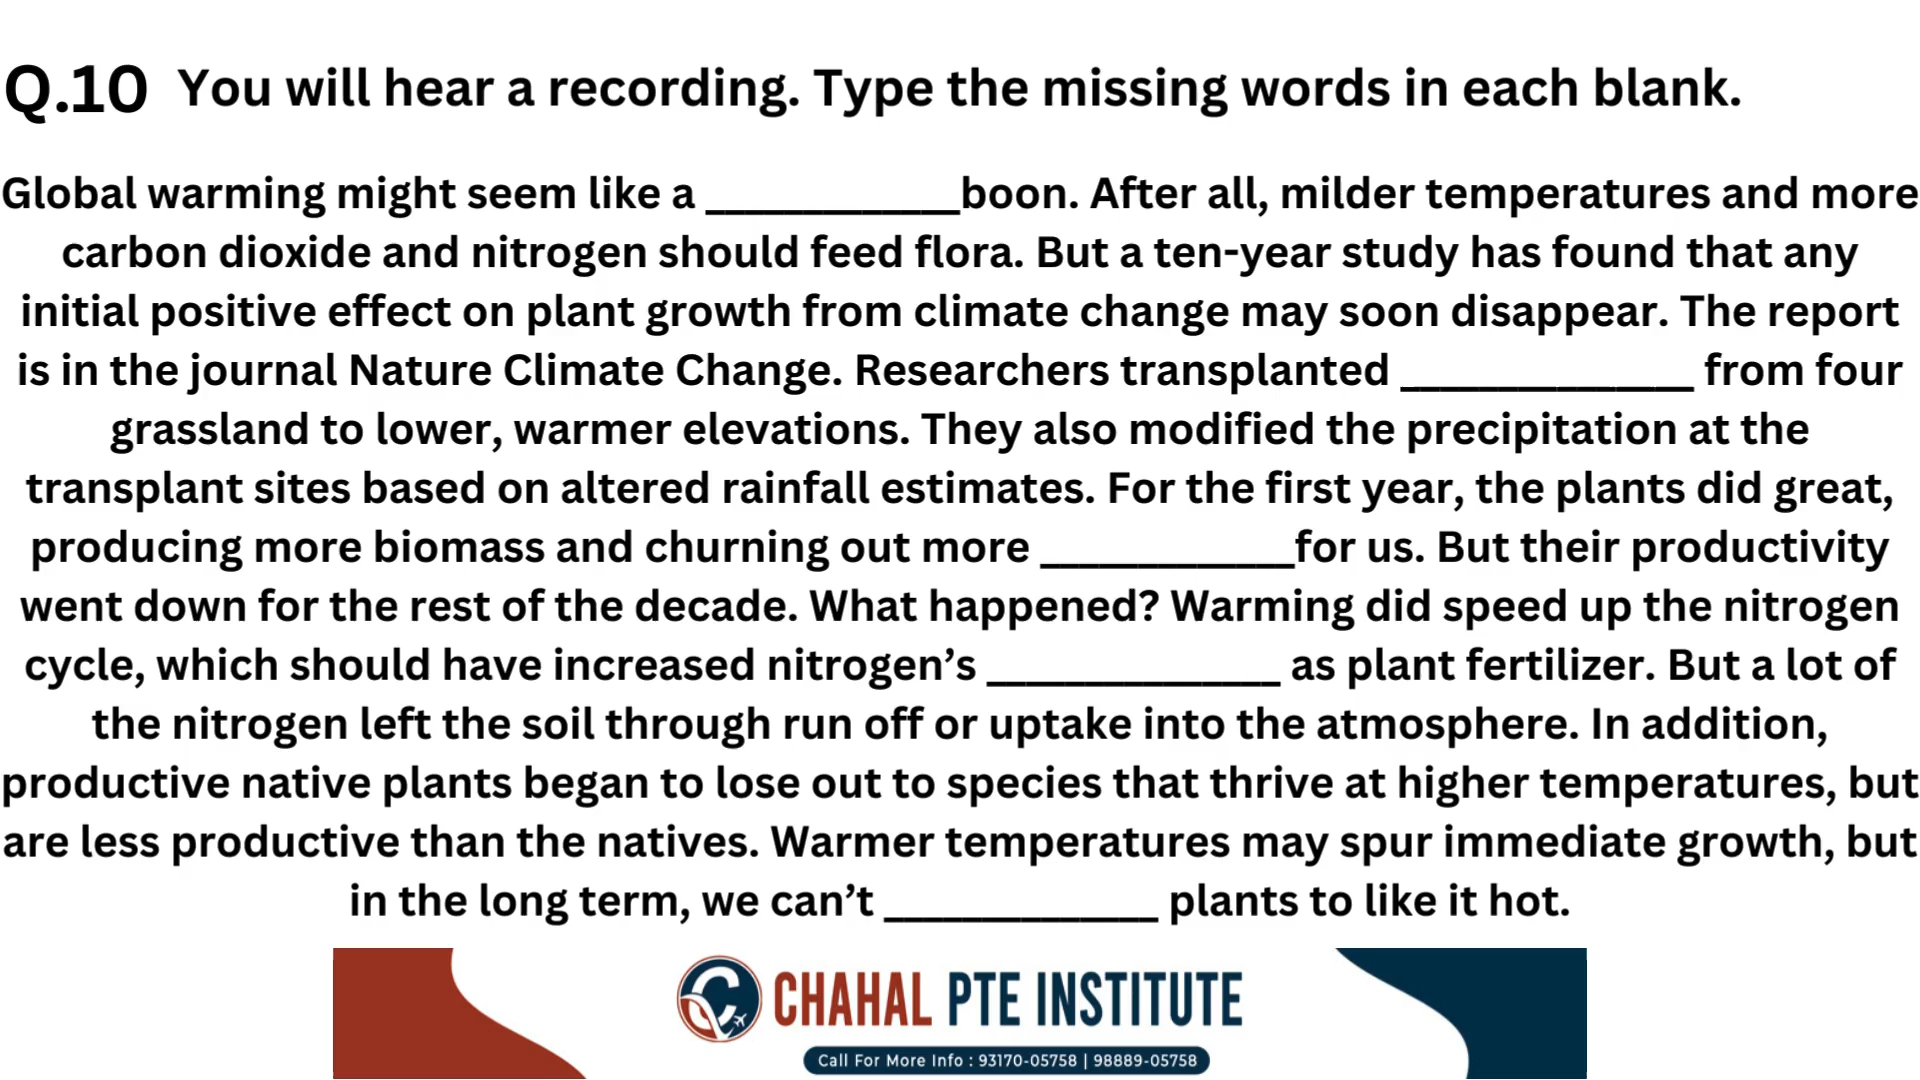 Q.10 You will hear a recording. Type the missing words in each blank.
Global warming might seem like a ____________boon. After all, milder temperatures and more
carbon dioxide and nitrogen should feed flora. But a ten-year study has found that any
initial positive effect on plant growth from climate change may soon disappear. The report
is in the journal Nature Climate Change. Researchers transplanted ______________ from four
grassland to lower, warmer elevations. They also modified the precipitation at the
transplant sites based on altered rainfall estimates. For the first year, the plants did great,
producing more biomass and churning out more ____________for us. But their productivity
went down for the rest of the decade. What happened? Warming did speed up the nitrogen
cycle, which should have increased nitrogen’s ______________ as plant fertilizer. But a lot of
the nitrogen left the soil through run off or uptake into the atmosphere. In addition,
productive native plants began to lose out to species that thrive at higher temperatures, but
are less productive than the natives. Warmer temperatures may spur immediate growth, but
in the long term, we can’t _____________ plants to like it hot.
CHAHAL PTE INSTITUTE
Call For More Info : 93170-05758 | 98889-05758